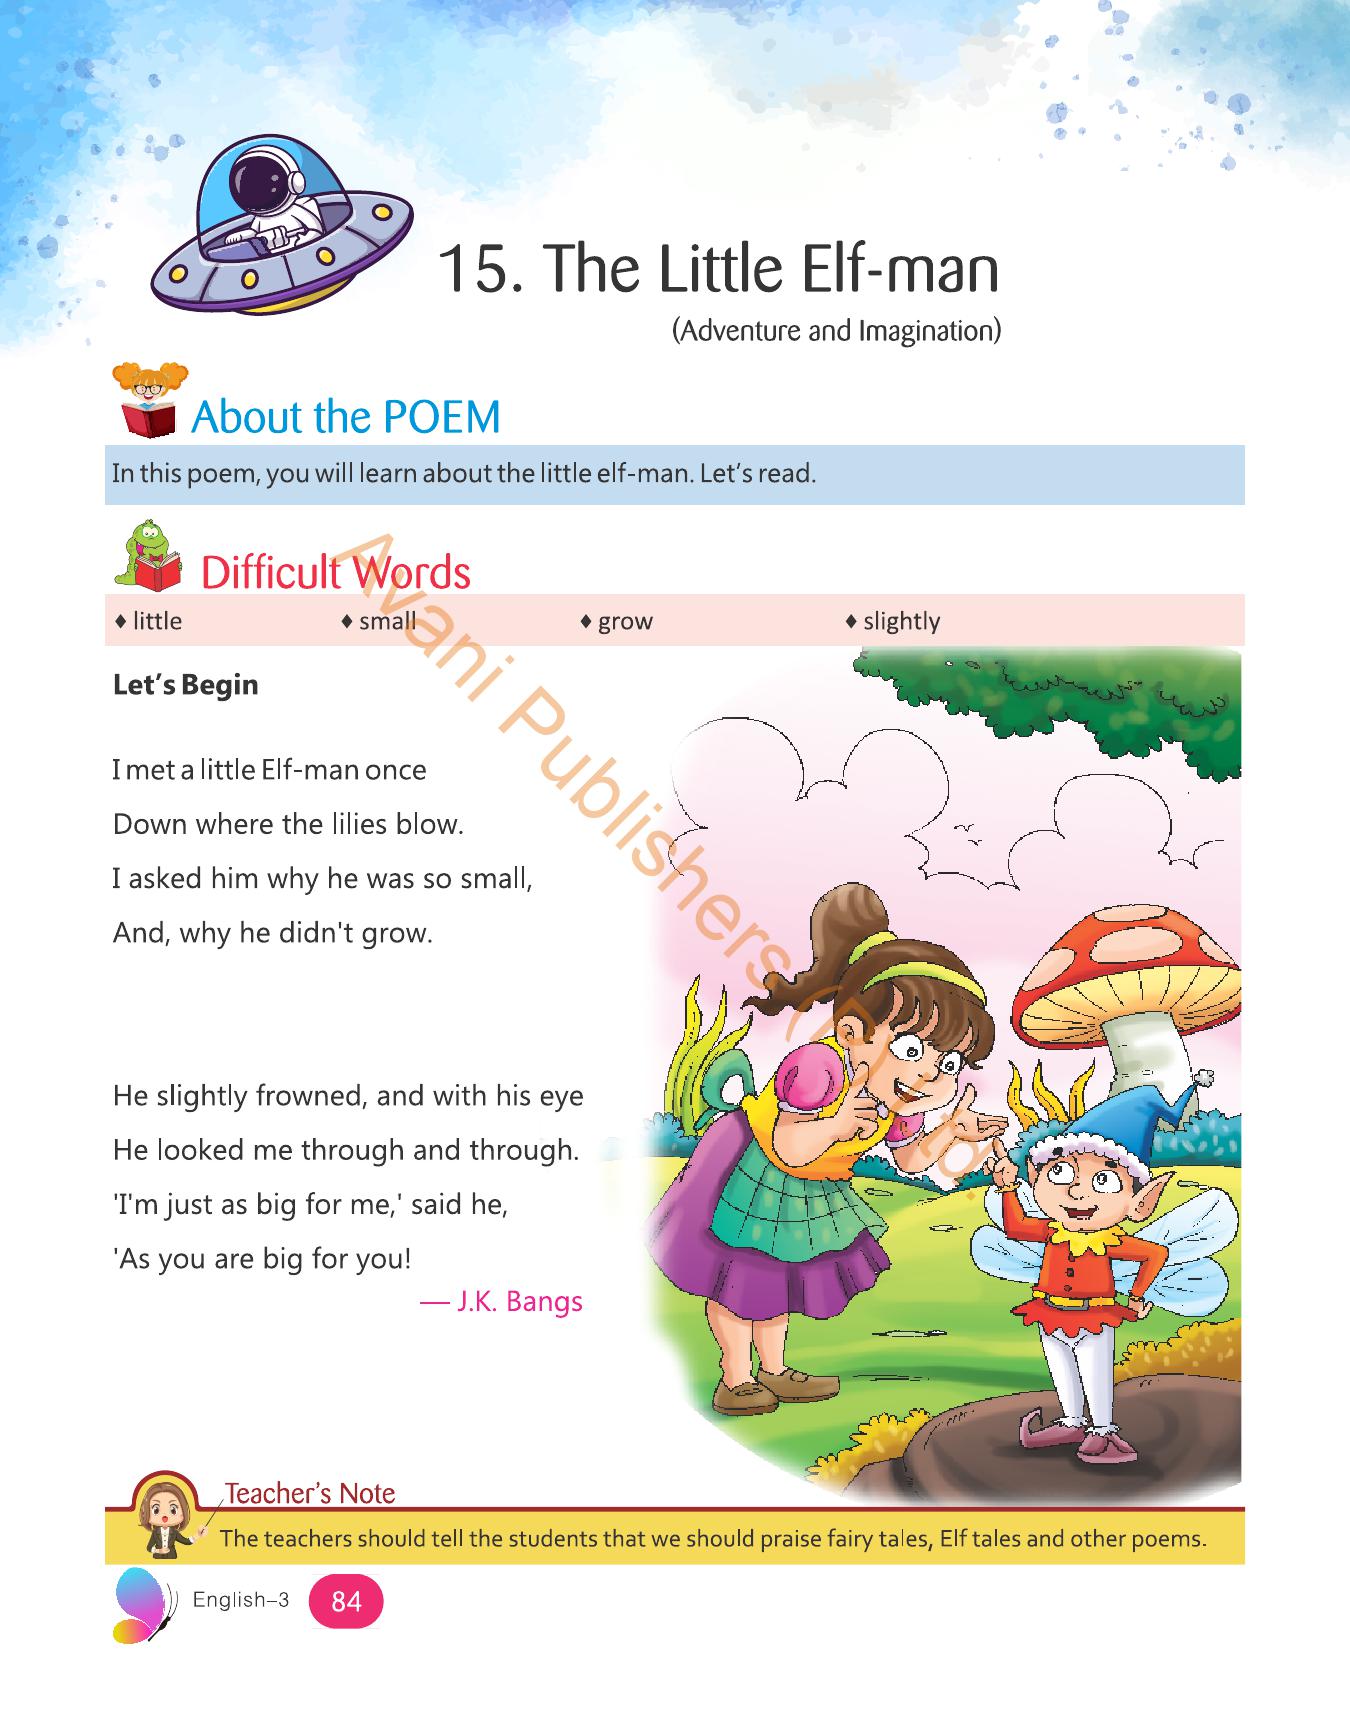 15. The Little Elf-man
(Adventure and Imagination)
About the POEM
In this poem, you will learn about the little elf-man. Let's read.
Difficult Words
♦ little ♦ small ♦ grow ♦ slightly
Let's Begin
I met a little Elf-man once
Down where the lilies blow.
I asked him why he was so small,
And, why he didn't grow.
He slightly frowned, and with his eye
He looked me through and through.
'I'm just as big for me,' said he,
'As you are big for you!
— J.K. Bangs
Avani Publishers (P) Ltd.
Teacher's Note
The teachers should tell the students that we should praise fairy tales, Elf tales and other poems.
English–3 84